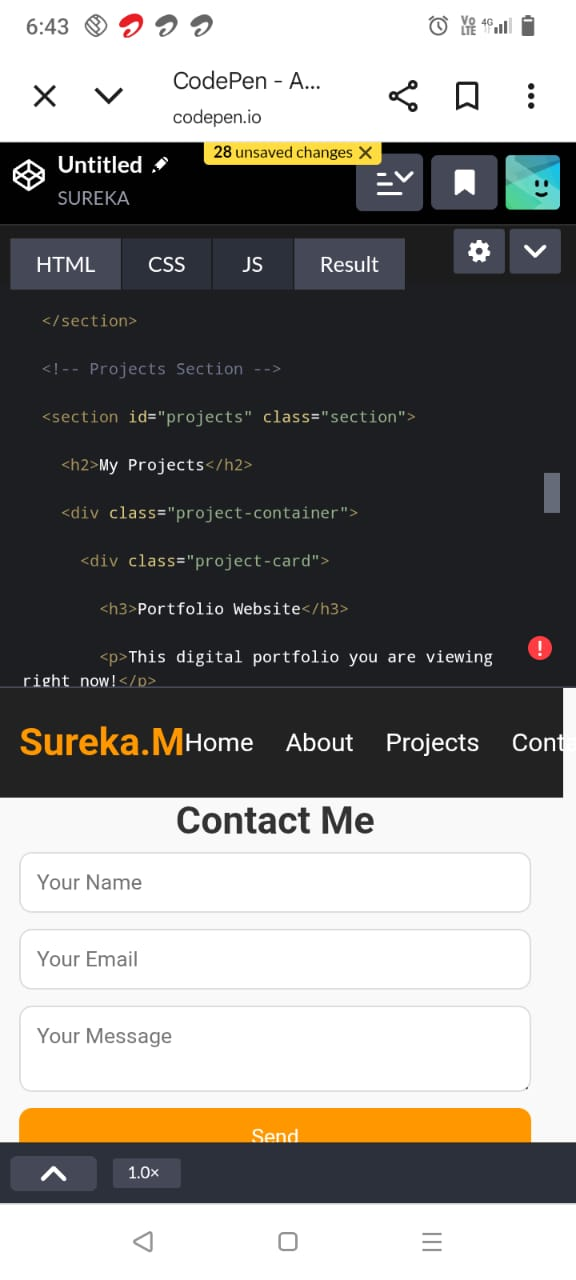 6:43
Vo
LTE
4G
CodePen - A...
codepen.io
28 unsaved changes
Untitled
SUREKA
HTML CSS JS Result
</section>
<!-- Projects Section -->
<section id="projects" class="section">
<h2>My Projects</h2>
<div class="project-container">
<div class="project-card">
<h3>Portfolio Website</h3>
<p>This digital portfolio you are viewing
right now!</p>
Sureka.M Home About Projects Cont
Contact Me
Your Name
Your Email
Your Message
Send
1.0×